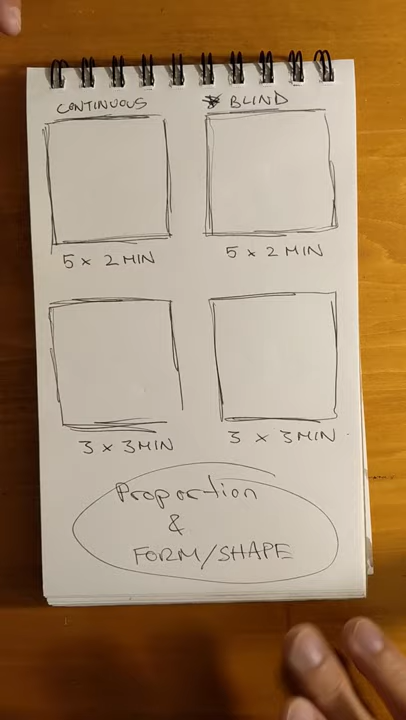 CONTINUOUS BLIND
5 x 2 MIN 5 x 2 MIN
3 x 3 MIN 3 x 3 MIN
Proportion
&
FORM/SHAPE